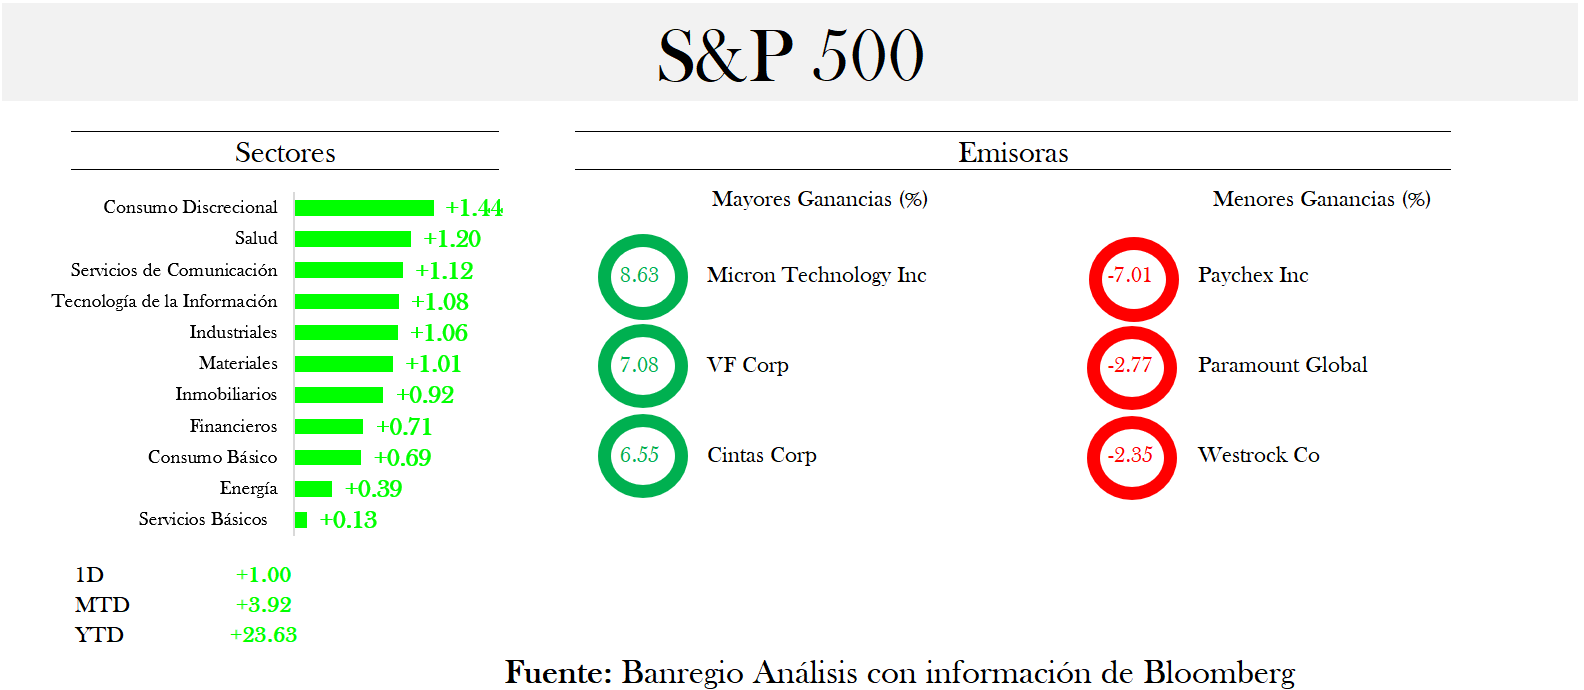 S&P 500
Sectores
Consumo Discrecional +1.44
Salud +1.20
Servicios de Comunicación +1.12
Tecnología de la Información +1.08
Industriales +1.06
Materiales +1.01
Inmobiliarios +0.92
Financieros +0.71
Consumo Básico +0.69
Energía +0.39
Servicios Básicos +0.13
1D +1.00
MTD +3.92
YTD +23.63
Emisoras
Mayores Ganancias (%)
8.63 Micron Technology Inc
7.08 VF Corp
6.55 Cintas Corp
Menores Ganancias (%)
-7.01 Paychex Inc
-2.77 Paramount Global
-2.35 Westrock Co
Fuente: Banregio Análisis con información de Bloomberg